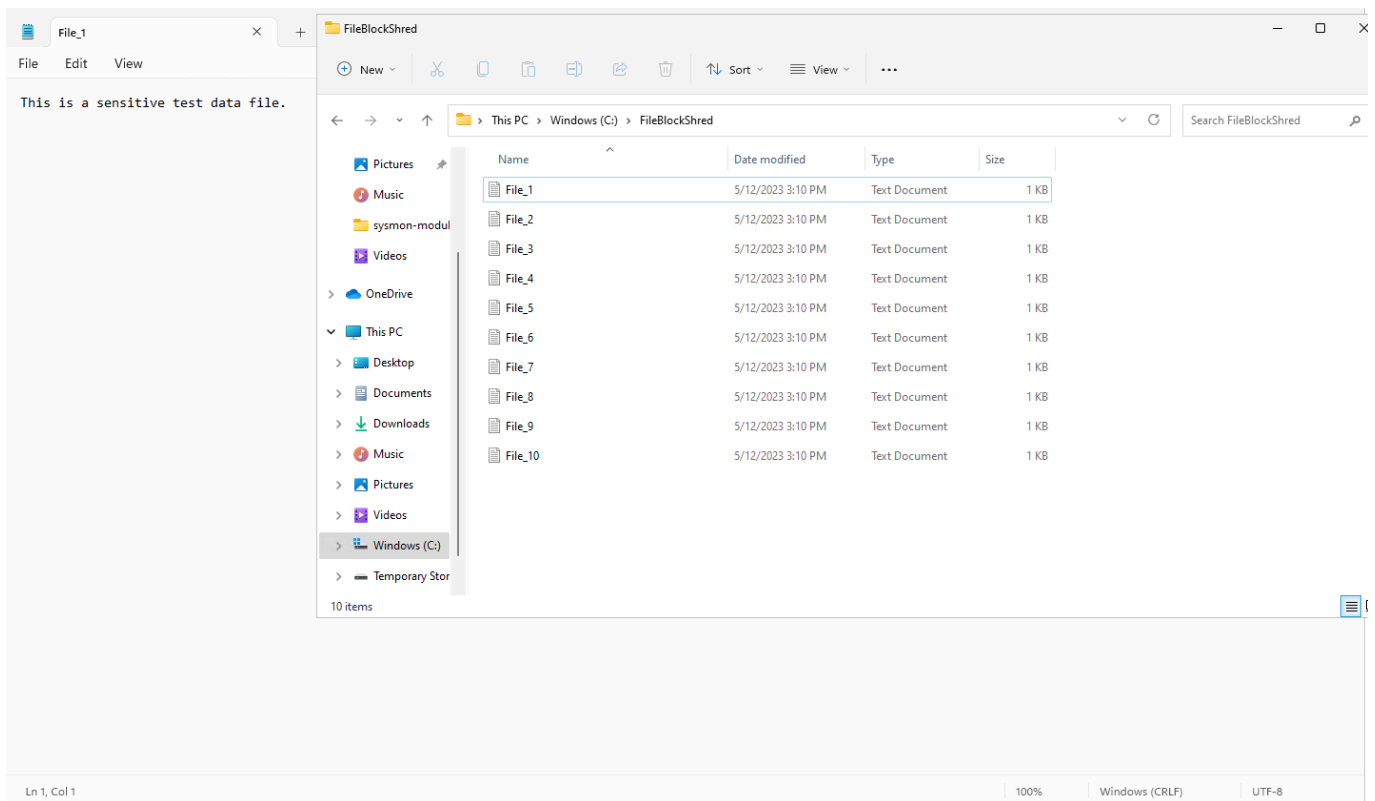 File_1
File Edit View
This is a sensitive test data file.
Ln 1, Col 1
100%
Windows (CRLF)
UTF-8
FileBlockShred
New
Sort
View
This PC
Windows (C:)
FileBlockShred
Search FileBlockShred
Pictures
Music
sysmon-modul
Videos
OneDrive
This PC
Desktop
Documents
Downloads
Music
Pictures
Videos
Windows (C:)
Temporary Stor
Name Date modified Type Size
File_1 5/12/2023 3:10 PM Text Document 1 KB
File_2 5/12/2023 3:10 PM Text Document 1 KB
File_3 5/12/2023 3:10 PM Text Document 1 KB
File_4 5/12/2023 3:10 PM Text Document 1 KB
File_5 5/12/2023 3:10 PM Text Document 1 KB
File_6 5/12/2023 3:10 PM Text Document 1 KB
File_7 5/12/2023 3:10 PM Text Document 1 KB
File_8 5/12/2023 3:10 PM Text Document 1 KB
File_9 5/12/2023 3:10 PM Text Document 1 KB
File_10 5/12/2023 3:10 PM Text Document 1 KB
10 items